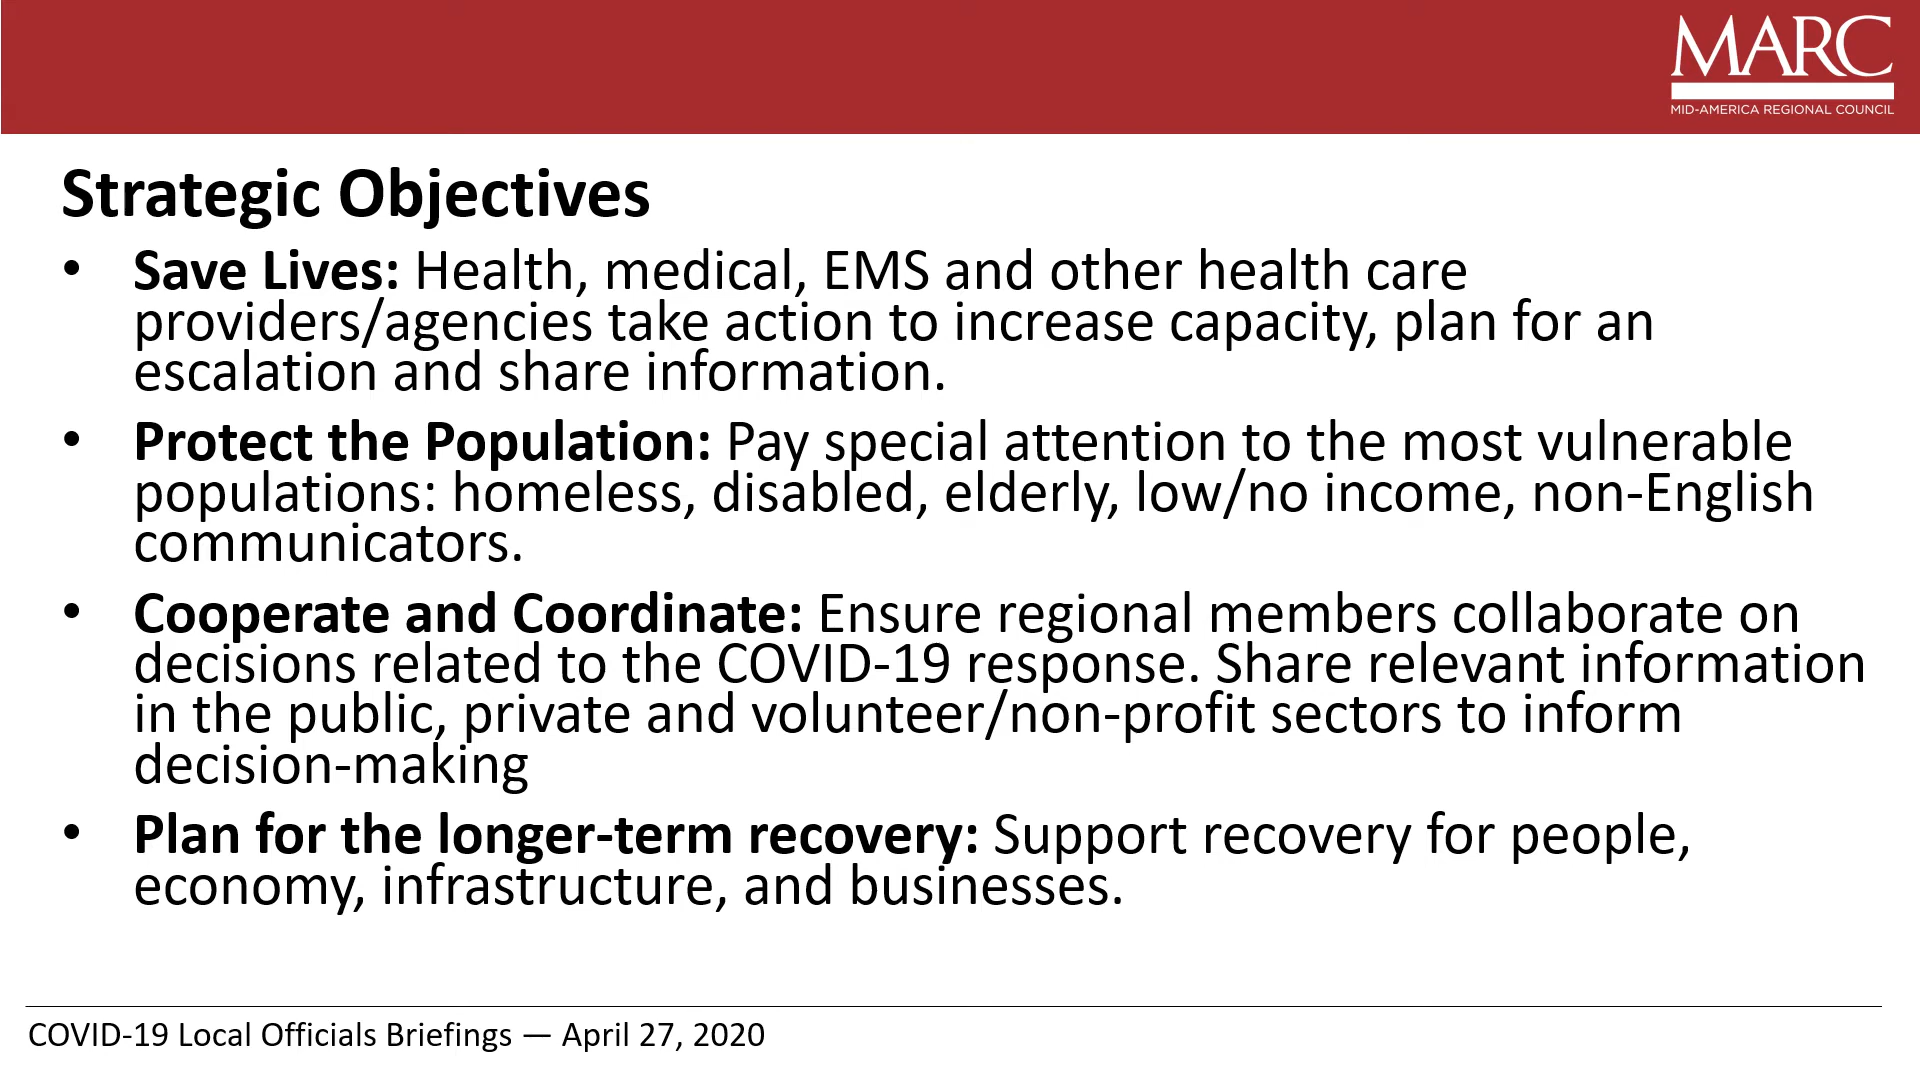 MARC
MID-AMERICA REGIONAL COUNCIL
Strategic Objectives
• Save Lives: Health, medical, EMS and other health care
providers/agencies take action to increase capacity, plan for an
escalation and share information.
• Protect the Population: Pay special attention to the most vulnerable
populations: homeless, disabled, elderly, low/no income, non-English
communicators.
• Cooperate and Coordinate: Ensure regional members collaborate on
decisions related to the COVID-19 response. Share relevant information
in the public, private and volunteer/non-profit sectors to inform
decision-making
• Plan for the longer-term recovery: Support recovery for people,
economy, infrastructure, and businesses.
COVID-19 Local Officials Briefings — April 27, 2020